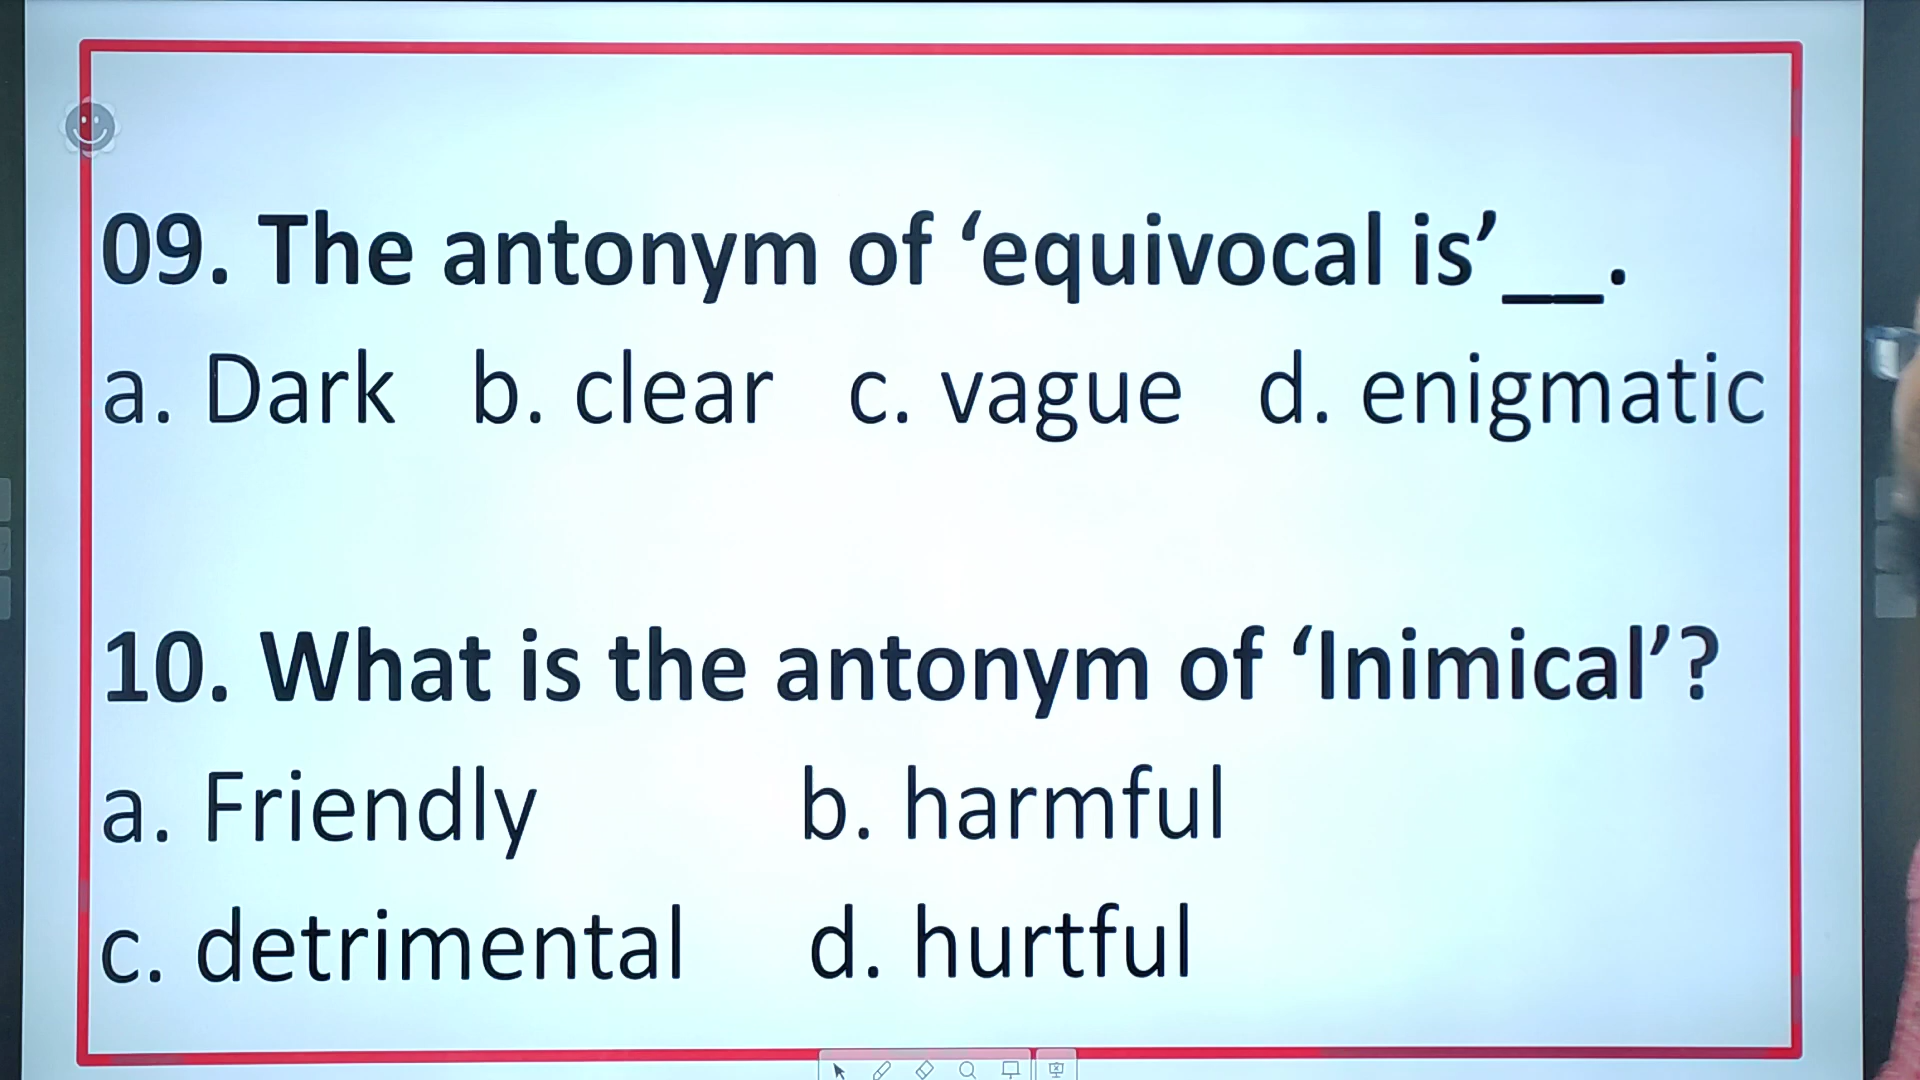 09. The antonym of ‘equivocal is’__.
a. Dark b. clear c. vague d. enigmatic
10. What is the antonym of ‘Inimical’?
a. Friendly b. harmful
c. detrimental d. hurtful